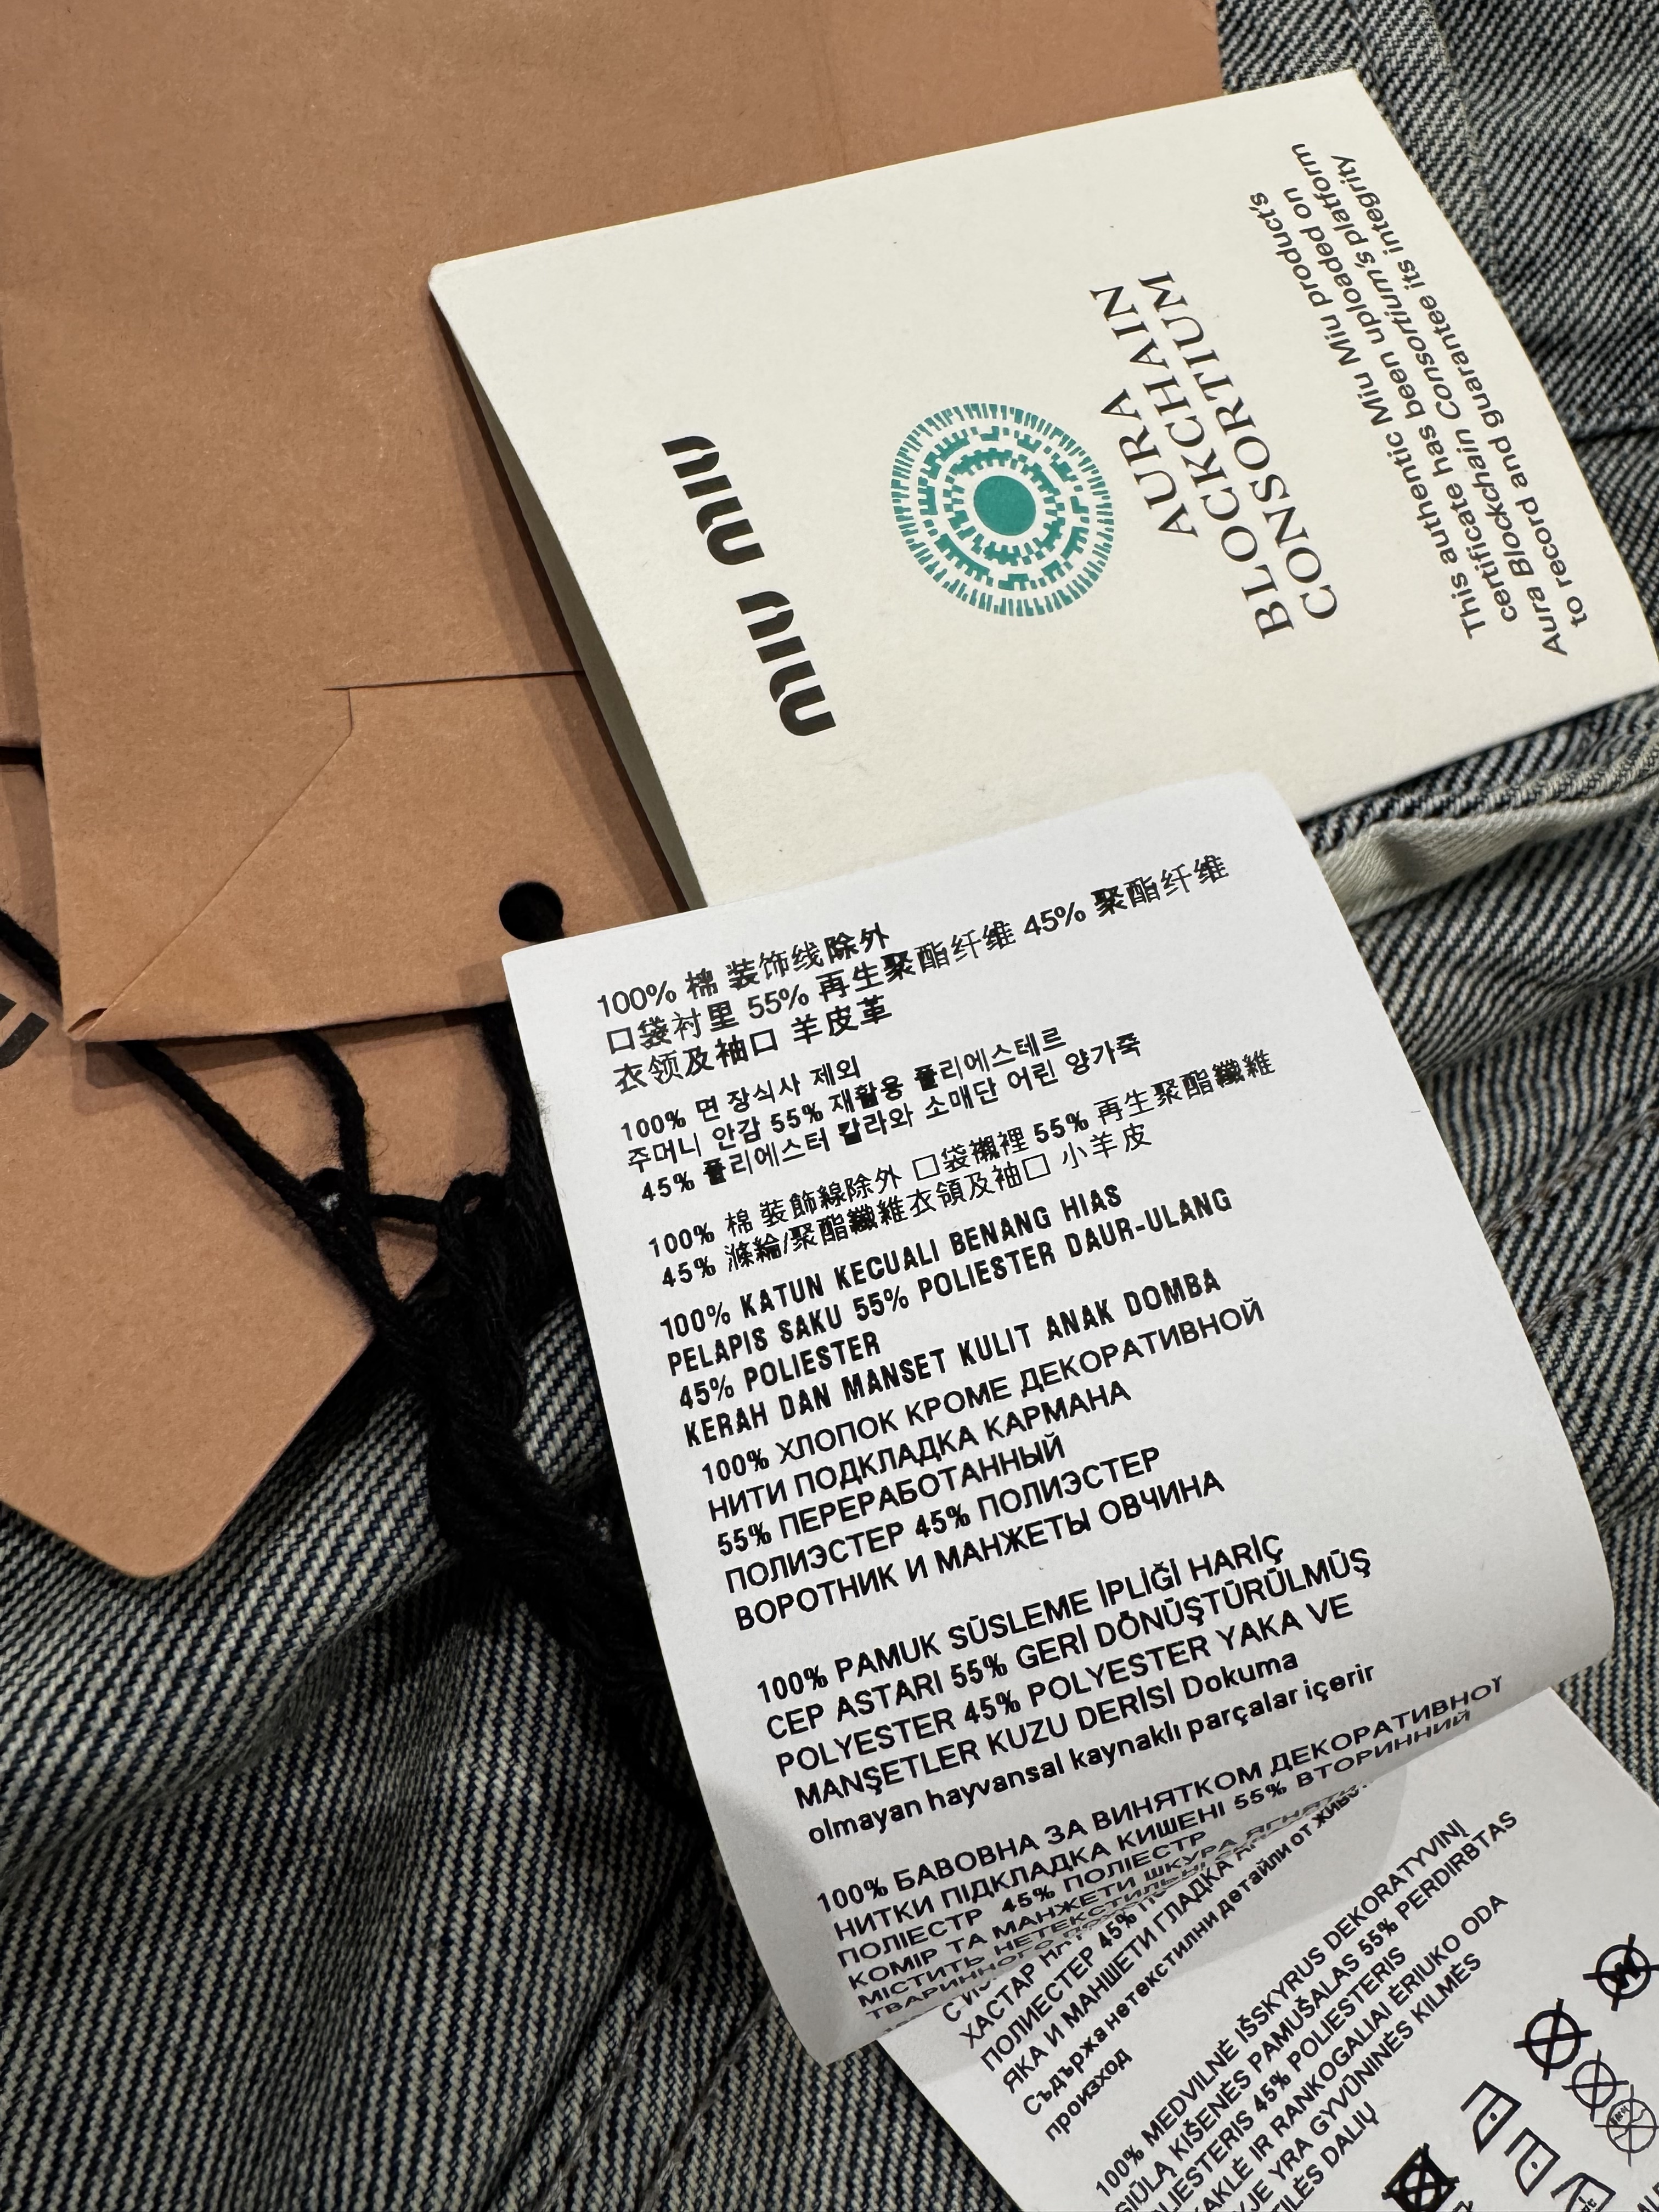 MIU MIU
AURA
BLOCKCHAIN
CONSORTIUM
This authentic Miu Miu product's
certificate has been uploaded on
Aura Blockchain Consortium's platform
to record and guarantee its integrity
100% 棉 装饰线除外
口袋衬里 55% 再生聚酯纤维 45% 聚酯纤维
衣领及袖口 羊皮革
100% 면 장식사 제외
주머니 안감 55% 재활용 폴리에스테르
45% 폴리에스터 칼라와 소매단 어린 양가죽
100% 棉 装飾線除外 口袋襯裡 55% 再生聚酯纖維
45% 滌綸/聚酯纖維衣領及袖口 小羊皮
100% KATUN KECUALI BENANG HIAS
PELAPIS SAKU 55% POLIESTER DAUR-ULANG
45% POLIESTER
KERAH DAN MANSET KULIT ANAK DOMBA
100% ХЛОПОК КРОМЕ ДЕКОРАТИВНОЙ
НИТИ ПОДКЛАДКА КАРМАНА
55% ПЕРЕРАБОТАННЫЙ
ПОЛИЭСТЕР 45% ПОЛИЭСТЕР
ВОРОТНИК И МАНЖЕТЫ ОВЧИНА
100% PAMUK SÜSLEME İPLİĞİ HARİÇ
CEP ASTARI 55% GERİ DÖNÜŞTÜRÜLMÜŞ
POLYESTER 45% POLYESTER YAKA VE
MANŞETLER KUZU DERİSİ Dokuma
olmayan hayvansal kaynaklı parçalar içerir
100% БАВОВНА ЗА ВИНЯТКОМ ДЕКОРАТИВНОЇ
НИТКИ ПІДКЛАДКА КИШЕНІ 55% ВТОРИННИЙ
ПОЛІЕСТР 45% ПОЛІЕСТР
КОМІР ТА МАНЖЕТИ ШКУРА
МІСТИТЬ
ХАСТАР
ПОЛИЕСТЕР 45%
ЯКА И МАНШЕТИ ГЛАДКА
Съдържа нетекстилни детайли от
произход
100% MEDVILNĖ IŠSKYRUS DEKORATYVINĮ
SIŪLĄ KIŠENĖS PAMUŠALAS 55% PERDIRBTAS
45% POLIESTERIS
IR RANKOGALIAI ĖRIUKO ODA
YRA GYVŪNINĖS KILMĖS
DALIŲ